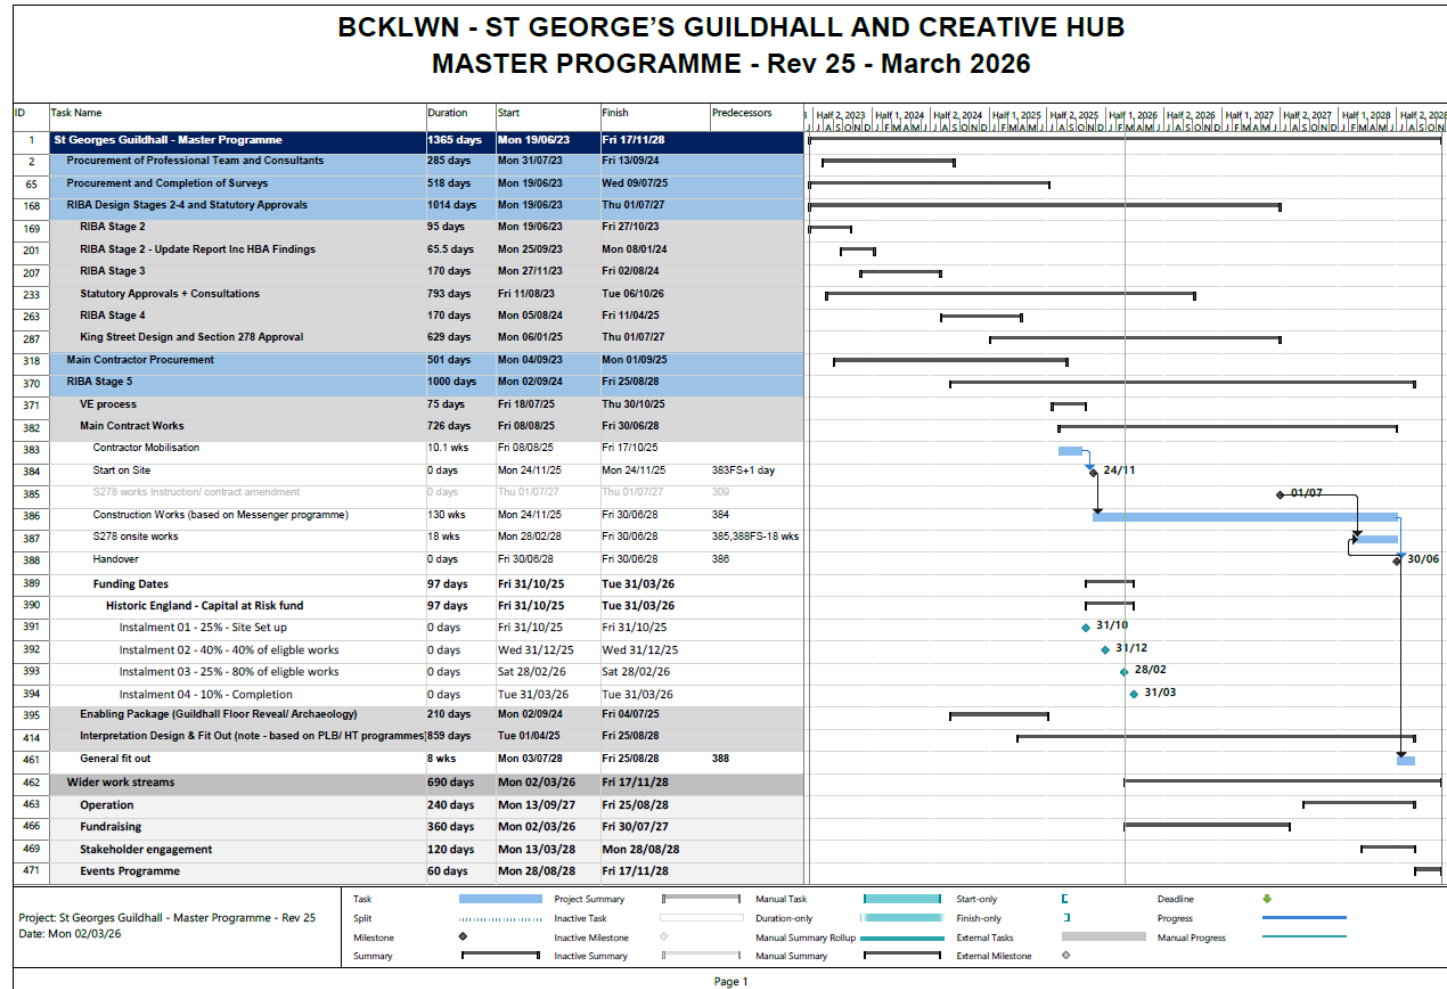 BCKLWN - ST GEORGE'S GUILDHALL AND CREATIVE HUB
MASTER PROGRAMME - Rev 25 - March 2026
ID Task Name Duration Start Finish Predecessors Half 2, 2023 Half 1, 2024 Half 2, 2024 Half 1, 2025 Half 2, 2025 Half 1, 2026 Half 2, 2026 Half 1, 2027 Half 2, 2027 Half 1, 2028 Half 2, 2028
J J A S O N D J F M A M J J A S O N D J F M A M J J A S O N D J F M A M J J A S O N D J F M A M J J A S O N D J F M A M J J A S O N
1 St Georges Guildhall - Master Programme 1365 days Mon 19/06/23 Fri 17/11/28
2 Procurement of Professional Team and Consultants 285 days Mon 31/07/23 Fri 13/09/24
65 Procurement and Completion of Surveys 518 days Mon 19/06/23 Wed 09/07/25
168 RIBA Design Stages 2-4 and Statutory Approvals 1014 days Mon 19/06/23 Thu 01/07/27
169 RIBA Stage 2 95 days Mon 19/06/23 Fri 27/10/23
201 RIBA Stage 2 - Update Report Inc HBA Findings 65.5 days Mon 25/09/23 Mon 08/01/24
207 RIBA Stage 3 170 days Mon 27/11/23 Fri 02/08/24
233 Statutory Approvals + Consultations 793 days Fri 11/08/23 Tue 06/10/26
263 RIBA Stage 4 170 days Mon 05/08/24 Fri 11/04/25
287 King Street Design and Section 278 Approval 629 days Mon 06/01/25 Thu 01/07/27
318 Main Contractor Procurement 501 days Mon 04/09/23 Mon 01/09/25
370 RIBA Stage 5 1000 days Mon 02/09/24 Fri 25/08/28
371 VE process 75 days Fri 18/07/25 Thu 30/10/25
382 Main Contract Works 726 days Fri 08/08/25 Fri 30/06/28
383 Contractor Mobilisation 10.1 wks Fri 08/08/25 Fri 17/10/25
384 Start on Site 0 days Mon 24/11/25 Mon 24/11/25 383FS+1 day 24/11
385 S278 works Instruction/ contract amendment 0 days Thu 01/07/27 Thu 01/07/27 309 01/07
386 Construction Works (based on Messenger programme) 130 wks Mon 24/11/25 Fri 30/06/28 384
387 S278 onsite works 18 wks Mon 28/02/28 Fri 30/06/28 385,388FS-18 wks
388 Handover 0 days Fri 30/06/28 Fri 30/06/28 386 30/06
389 Funding Dates 97 days Fri 31/10/25 Tue 31/03/26
390 Historic England - Capital at Risk fund 97 days Fri 31/10/25 Tue 31/03/26
391 Instalment 01 - 25% - Site Set up 0 days Fri 31/10/25 Fri 31/10/25 31/10
392 Instalment 02 - 40% - 40% of eligble works 0 days Wed 31/12/25 Wed 31/12/25 31/12
393 Instalment 03 - 25% - 80% of eligble works 0 days Sat 28/02/26 Sat 28/02/26 28/02
394 Instalment 04 - 10% - Completion 0 days Tue 31/03/26 Tue 31/03/26 31/03
395 Enabling Package (Guildhall Floor Reveal/ Archaeology) 210 days Mon 02/09/24 Fri 04/07/25
414 Interpretation Design & Fit Out (note - based on PLB/ HT programmes) 859 days Tue 01/04/25 Fri 25/08/28
461 General fit out 8 wks Mon 03/07/28 Fri 25/08/28 388
462 Wider work streams 690 days Mon 02/03/26 Fri 17/11/28
463 Operation 240 days Mon 13/09/27 Fri 25/08/28
466 Fundraising 360 days Mon 02/03/26 Fri 30/07/27
469 Stakeholder engagement 120 days Mon 13/03/28 Mon 28/08/28
471 Events Programme 60 days Mon 28/08/28 Fri 17/11/28
Project: St Georges Guildhall - Master Programme - Rev 25
Date: Mon 02/03/26
Task Project Summary Manual Task Start-only Deadline
Split Inactive Task Duration-only Finish-only Progress
Milestone Inactive Milestone Manual Summary Rollup External Tasks Manual Progress
Summary Inactive Summary Manual Summary External Milestone
Page 1